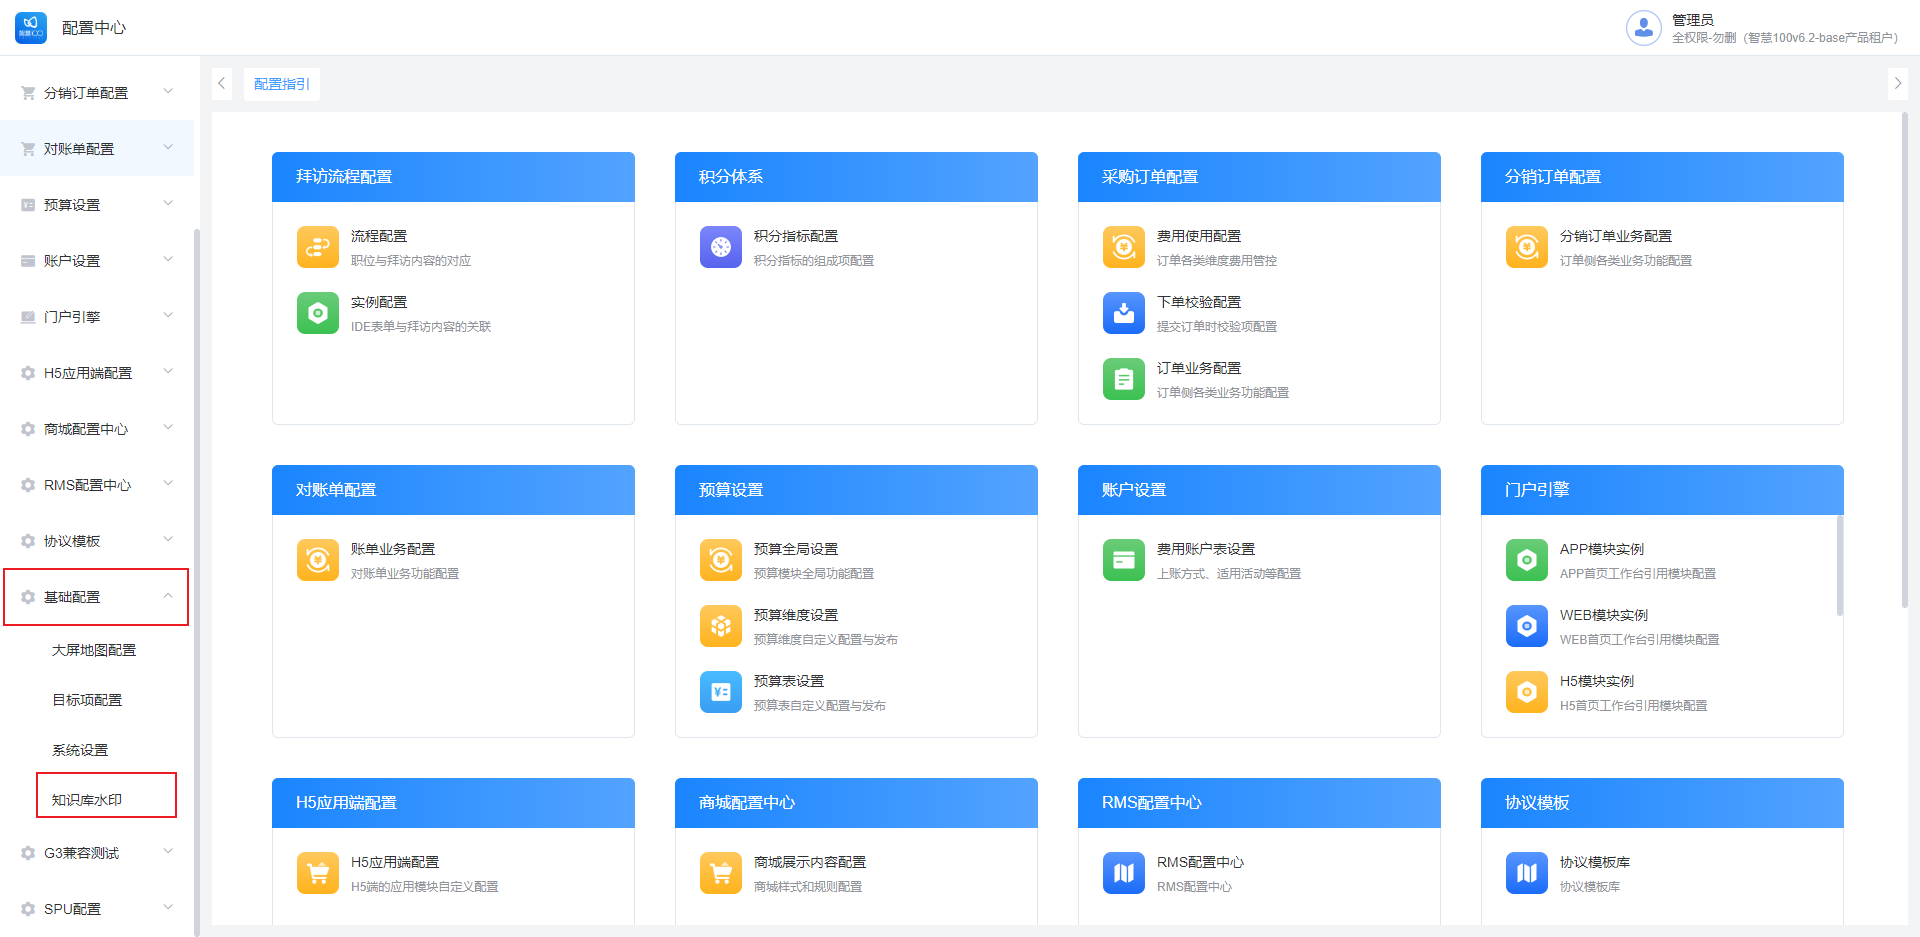 配置中心
管理员
全权限-勿删（智慧100v6.2-base产品租户）
分销订单配置
对账单配置
预算设置
账户设置
门户引擎
H5应用端配置
商城配置中心
RMS配置中心
协议模板
基础配置
大屏地图配置
目标项配置
系统设置
知识库水印
G3兼容测试
SPU配置
配置指引
拜访流程配置
流程配置
职位与拜访内容的对应
实例配置
IDE表单与拜访内容的关联
积分体系
积分指标配置
积分指标的组成项配置
采购订单配置
费用使用配置
订单各类维度费用管控
下单校验配置
提交订单时校验项配置
订单业务配置
订单侧各类业务功能配置
分销订单配置
分销订单业务配置
订单侧各类业务功能配置
对账单配置
账单业务配置
对账单业务功能配置
预算设置
预算全局设置
预算模块全局功能配置
预算维度设置
预算维度自定义配置与发布
预算表设置
预算表自定义配置与发布
账户设置
费用账户表设置
上账方式、适用活动等配置
门户引擎
APP模块实例
APP首页工作台引用模块配置
WEB模块实例
WEB首页工作台引用模块配置
H5模块实例
H5首页工作台引用模块配置
H5应用端配置
H5应用端配置
H5端的应用模块自定义配置
商城配置中心
商城展示内容配置
商城样式和规则配置
RMS配置中心
RMS配置中心
RMS配置中心
协议模板
协议模板库
协议模板库